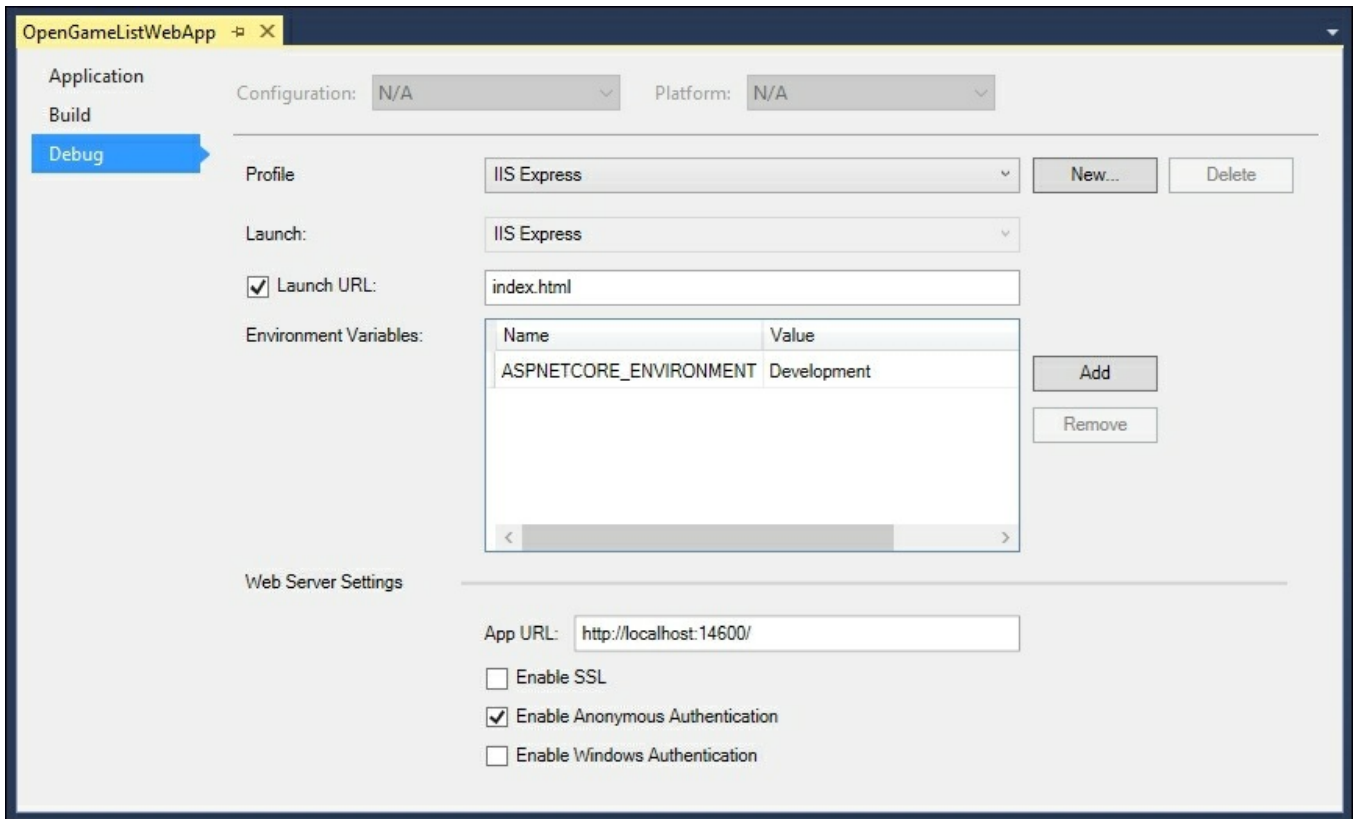 OpenGameListWebApp
Application
Build
Debug
Configuration: N/A Platform: N/A
Profile IIS Express New... Delete
Launch: IIS Express
Launch URL: index.html
Environment Variables: Name Value
ASPNETCORE_ENVIRONMENT Development Add
Remove
Web Server Settings
App URL: http://localhost:14600/
Enable SSL
Enable Anonymous Authentication
Enable Windows Authentication